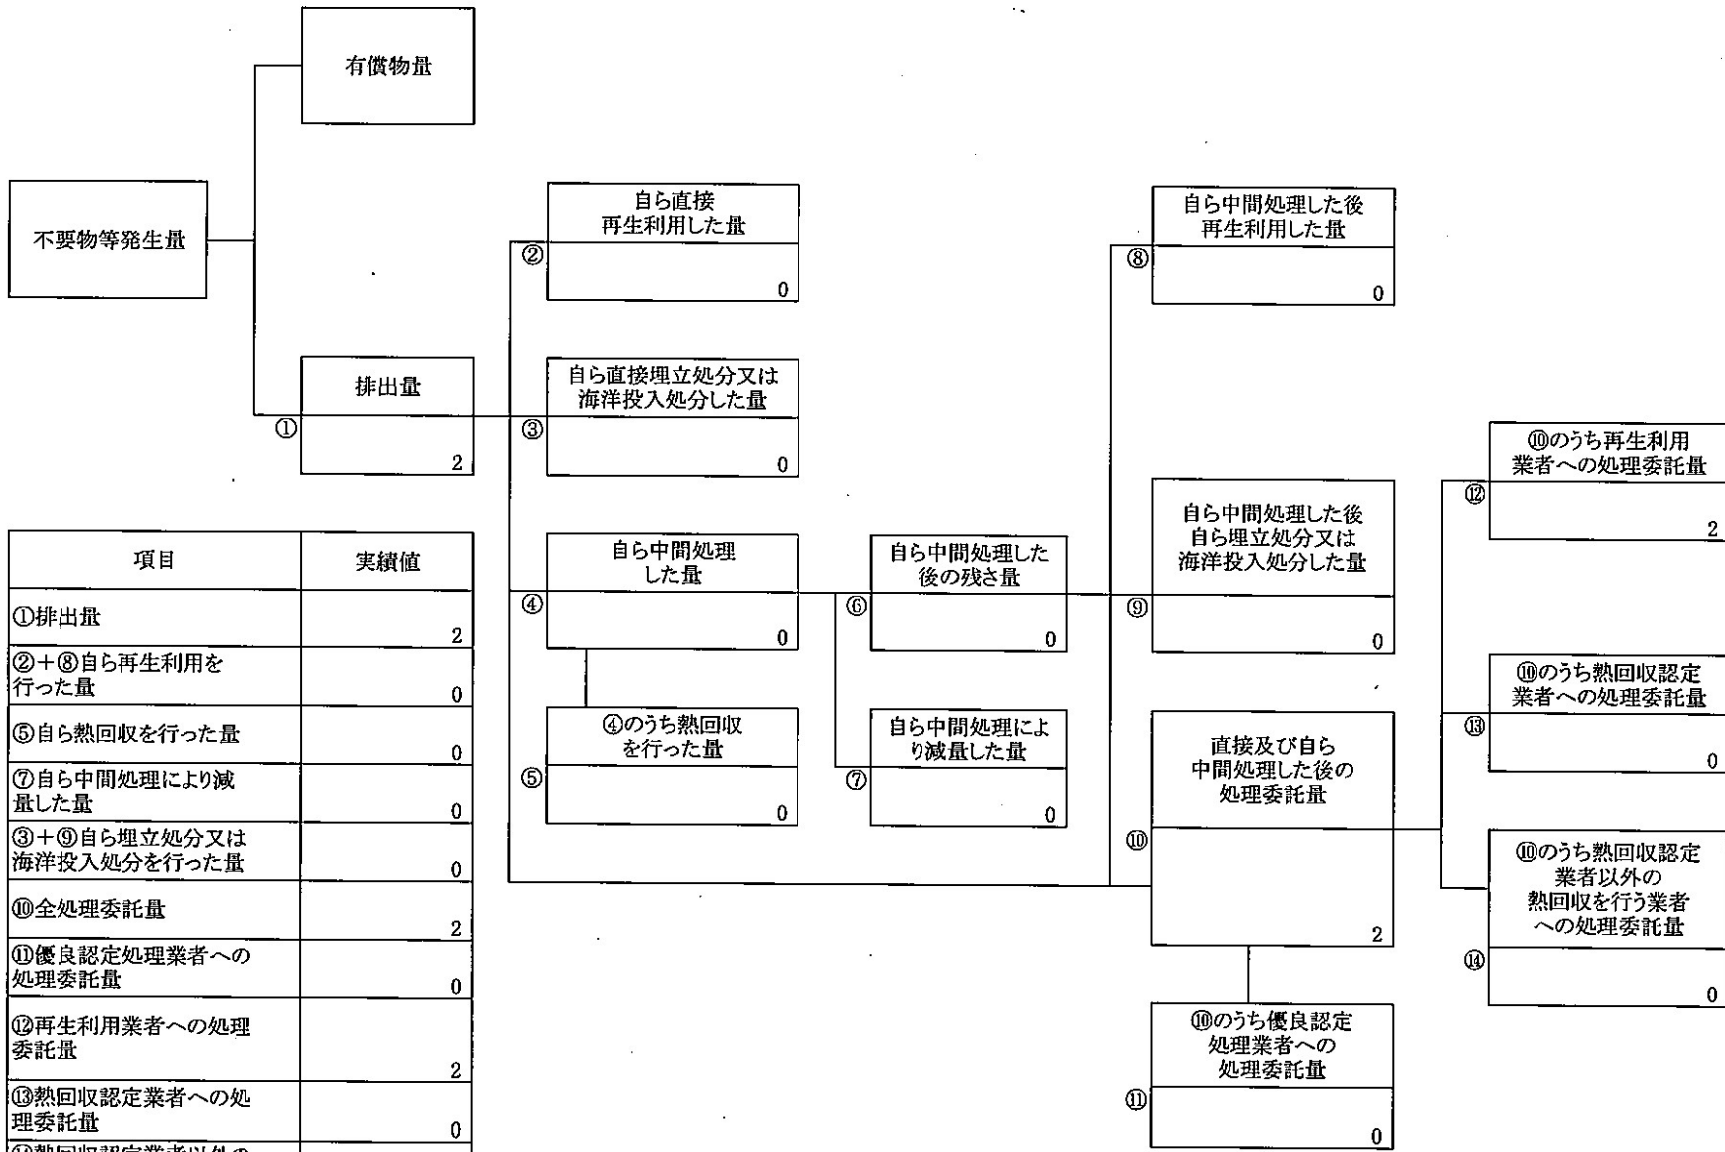 有償物量
不要物等発生量
自ら直接
再生利用した量
②
0
自ら中間処理した後
再生利用した量
⑧
0
排出量
①
2
自ら直接埋立処分又は
海洋投入処分した量
③
0
⑩のうち再生利用
業者への処理委託量
⑫
2
自ら中間処理
した量
④
0
自ら中間処理した
後の残さ量
⑥
0
自ら中間処理した後
自ら埋立処分又は
海洋投入処分した量
⑨
0
⑩のうち熱回収認定
業者への処理委託量
⑬
0
④のうち熱回収
を行った量
⑤
0
自ら中間処理によ
り減量した量
⑦
0
直接及び自ら
中間処理した後の
処理委託量
⑩
2
⑩のうち熱回収認定
業者以外の
熱回収を行う業者
への処理委託量
⑭
0
⑩のうち優良認定
処理業者への
処理委託量
⑪
0
項目 実績値
①排出量
2
②+⑧自ら再生利用を
行った量 0
⑤自ら熱回収を行った量
0
⑦自ら中間処理により減
量した量 0
③+⑨自ら埋立処分又は
海洋投入処分を行った量 0
⑩全処理委託量
2
⑪優良認定処理業者への
処理委託量 0
⑫再生利用業者への処理
委託量
2
⑬熱回収認定業者への処
理委託量 0
⑭熱回収認定業者以外の